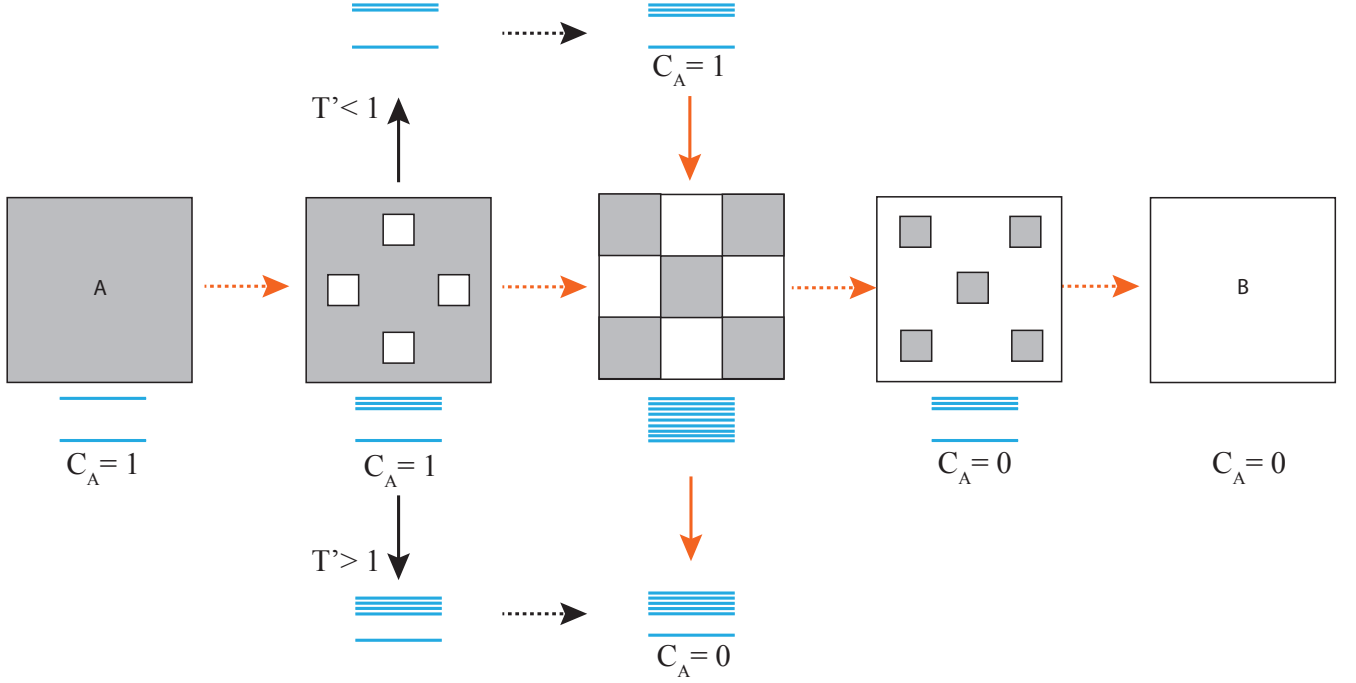 C_A = 1
T’< 1
A
B
C_A = 1
C_A = 1
C_A = 0
C_A = 0
T’> 1
C_A = 0